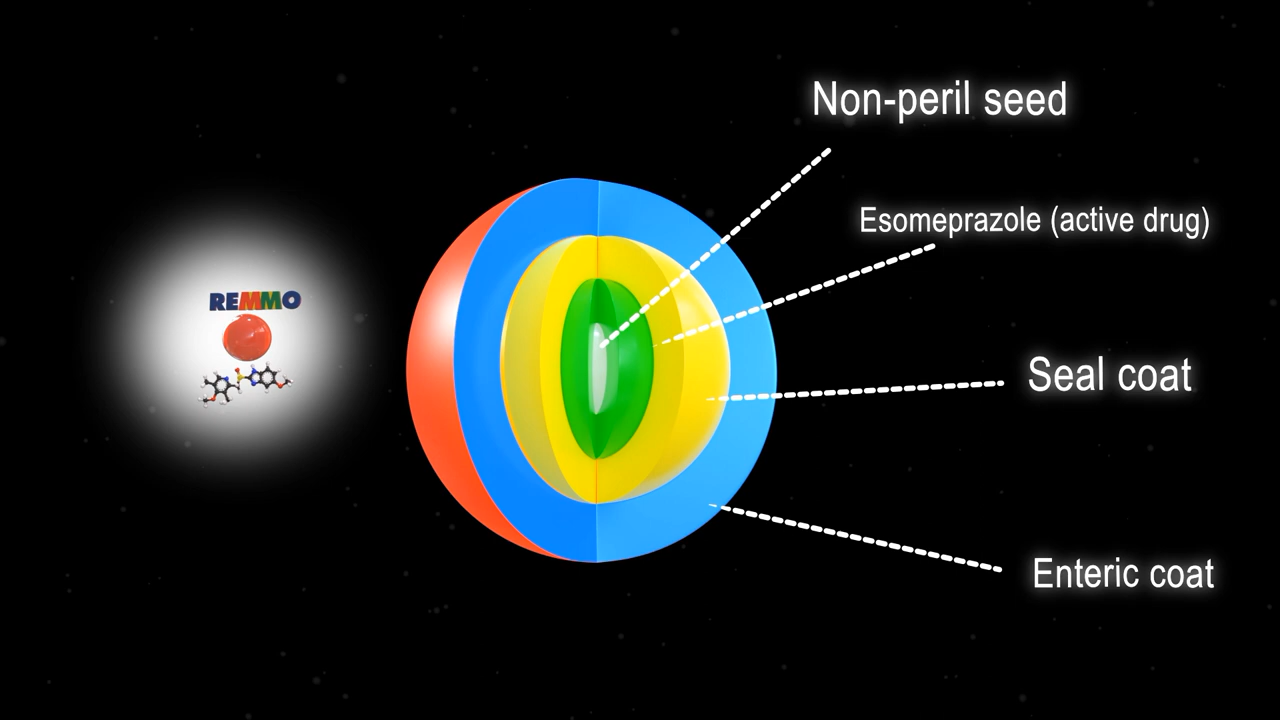 Non-peril seed
Esomeprazole (active drug)
REMMO
Seal coat
Enteric coat